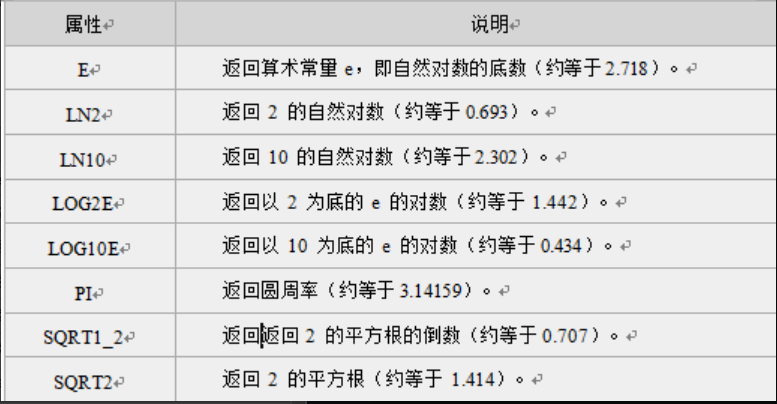 属性 说明
E 返回算术常量 e，即自然对数的底数（约等于2.718）。
LN2 返回 2 的自然对数（约等于0.693）。
LN10 返回 10 的自然对数（约等于2.302）。
LOG2E 返回以 2 为底的 e 的对数（约等于 1.442）。
LOG10E 返回以 10 为底的 e 的对数（约等于0.434）。
PI 返回圆周率（约等于3.14159）。
SQRT1_2 返回返回2 的平方根的倒数（约等于0.707）。
SQRT2 返回 2 的平方根（约等于 1.414）。